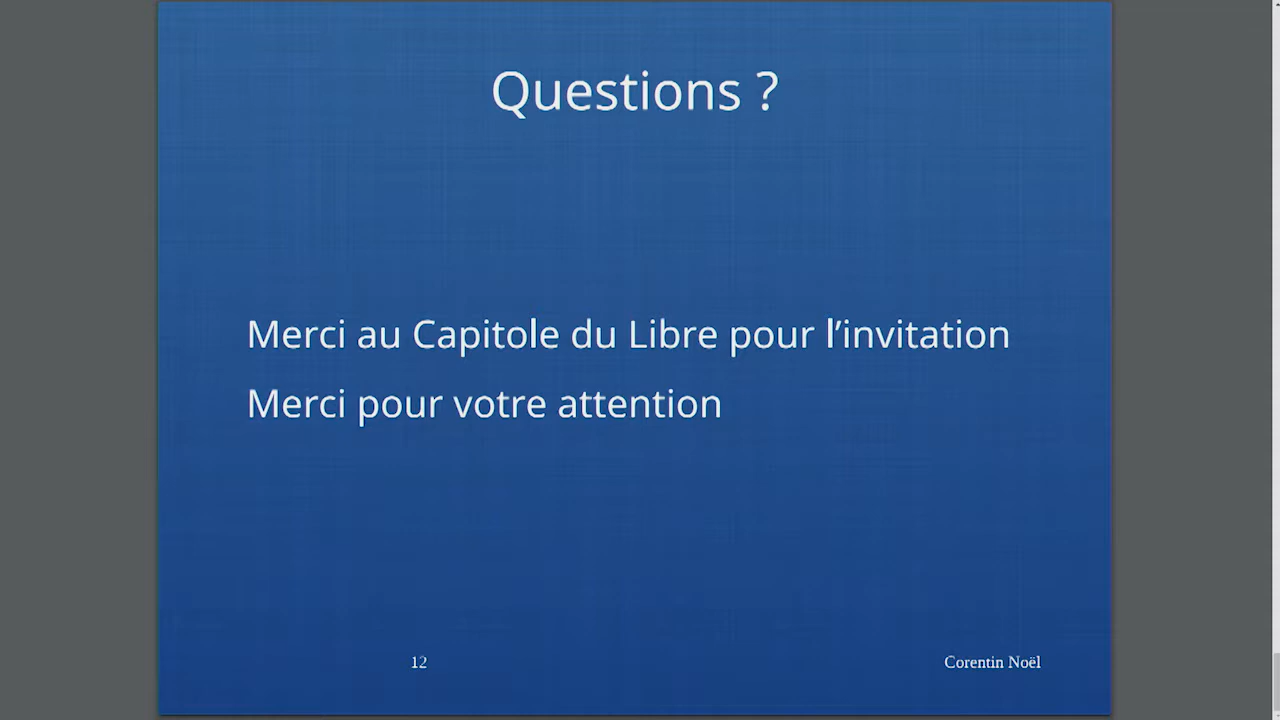 Questions ?
Merci au Capitole du Libre pour l’invitation
Merci pour votre attention
12
Corentin Noël